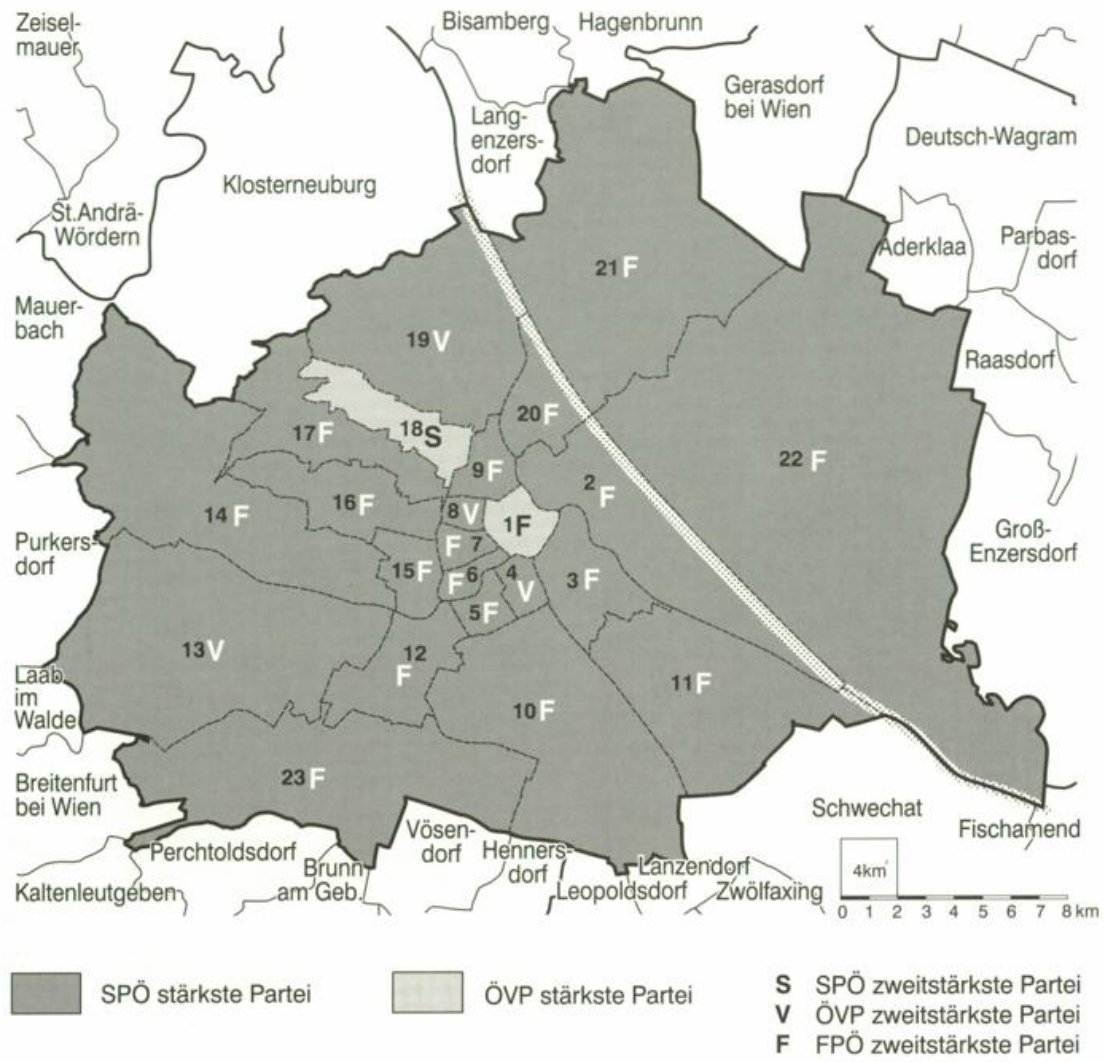 Zeisel-
mauer
Bisamberg
Hagenbrunn
Gerasdorf
bei Wien
Lang-
enzers-
dorf
Deutsch-Wagram
Klosterneuburg
St.Andrä-
Wördern
Aderklaa
Parbas-
dorf
21 F
Mauer-
bach
19 V
Raasdorf
20 F
18 S
17 F
9 F
22 F
2 F
16 F
8 V
14 F
1 F
Groß-
Enzersdorf
Purkers-
dorf
F 7
15 F
F 6
4 V
3 F
5 F
13 V
12 F
Laab
im
Walde
11 F
10 F
23 F
Breitenfurt
bei Wien
Schwechat
Fischamend
Vösen-
dorf
Perchtoldsdorf
Henners-
dorf
Brunn
am Geb.
Lanzendorf
Kaltenleutgeben
Leopoldsdorf
Zwölfaxing
4km²
0 1 2 3 4 5 6 7 8 km
SPÖ stärkste Partei
ÖVP stärkste Partei
S SPÖ zweitstärkste Partei
V ÖVP zweitstärkste Partei
F FPÖ zweitstärkste Partei